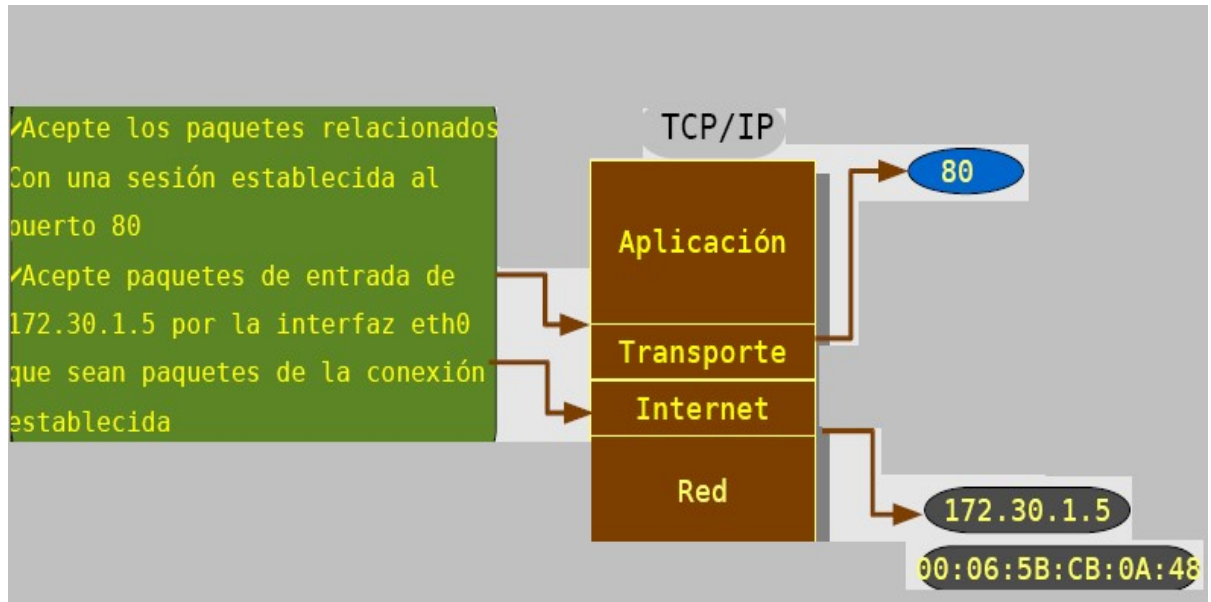 ✓Acepte los paquetes relacionados
Con una sesión establecida al
puerto 80
✓Acepte paquetes de entrada de
172.30.1.5 por la interfaz eth0
que sean paquetes de la conexión
establecida
TCP/IP
Aplicación
Transporte
Internet
Red
80
172.30.1.5
00:06:5B:CB:0A:48